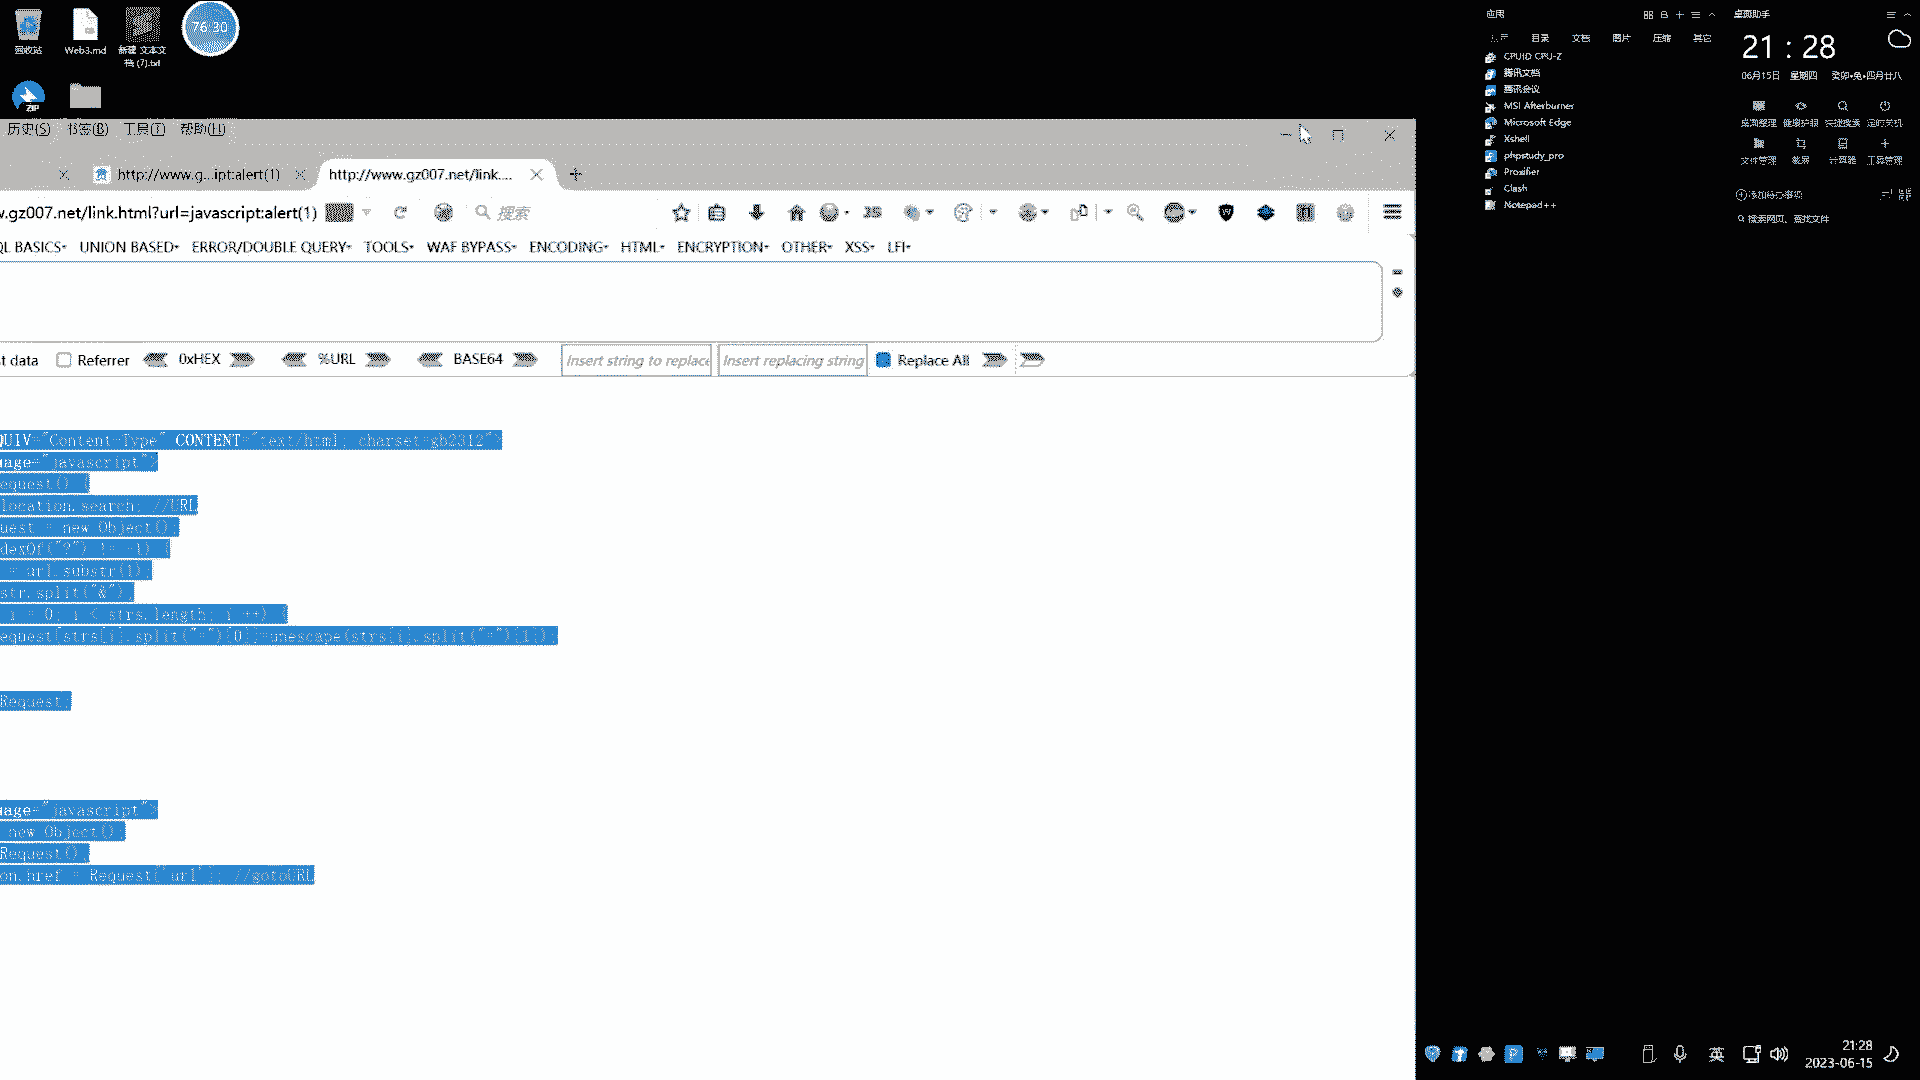 回收站
Web3.md
新建 文本文
档 (7).txt
76.30
ZIP
历史(S) 书签(B) 工具(T) 帮助(H)
http://www.g...ipt:alert(1)
http://www.gz007.net/link....
w.gz007.net/link.html?url=javascript:alert(1)
搜索
QL BASICS UNION BASED ERROR/DOUBLE QUERY TOOLS WAF BYPASS ENCODING HTML ENCRYPTION OTHER XSS LFI
t data Referrer 0xHEX %URL BASE64 Insert string to replace Insert replacing string Replace All
QUIV="Content-Type" CONTENT="text/html; charset=gb2312">
uage="javascript">
equest() {
location.search; //URL
uest = new Object();
dexOf("?") != -1) {
= url.substr(1);
str.split("&");
i = 0; i < strs.length; i ++) {
equest[strs[i].split("=")[0]]=unescape(strs[i].split("=")[1]);
Request;
uage="javascript">
new Object();
Request();
on.href = Request['url']; //gotoURL
应用
目录 文档 图片 压缩 其它
CPUID CPU-Z
腾讯文档
腾讯会议
MSI Afterburner
Microsoft Edge
Xshell
phpstudy_pro
Proxifier
Clash
Notepad++
桌面助手
21 : 28
06月15日 星期四 癸卯•兔•四月廿八
桌面整理 健康护眼 快捷搜索 定时关机
文件管理 截屏 计算器 工具管理
添加待办事项
搜索网页、查找文件
英
21:28
2023-06-15